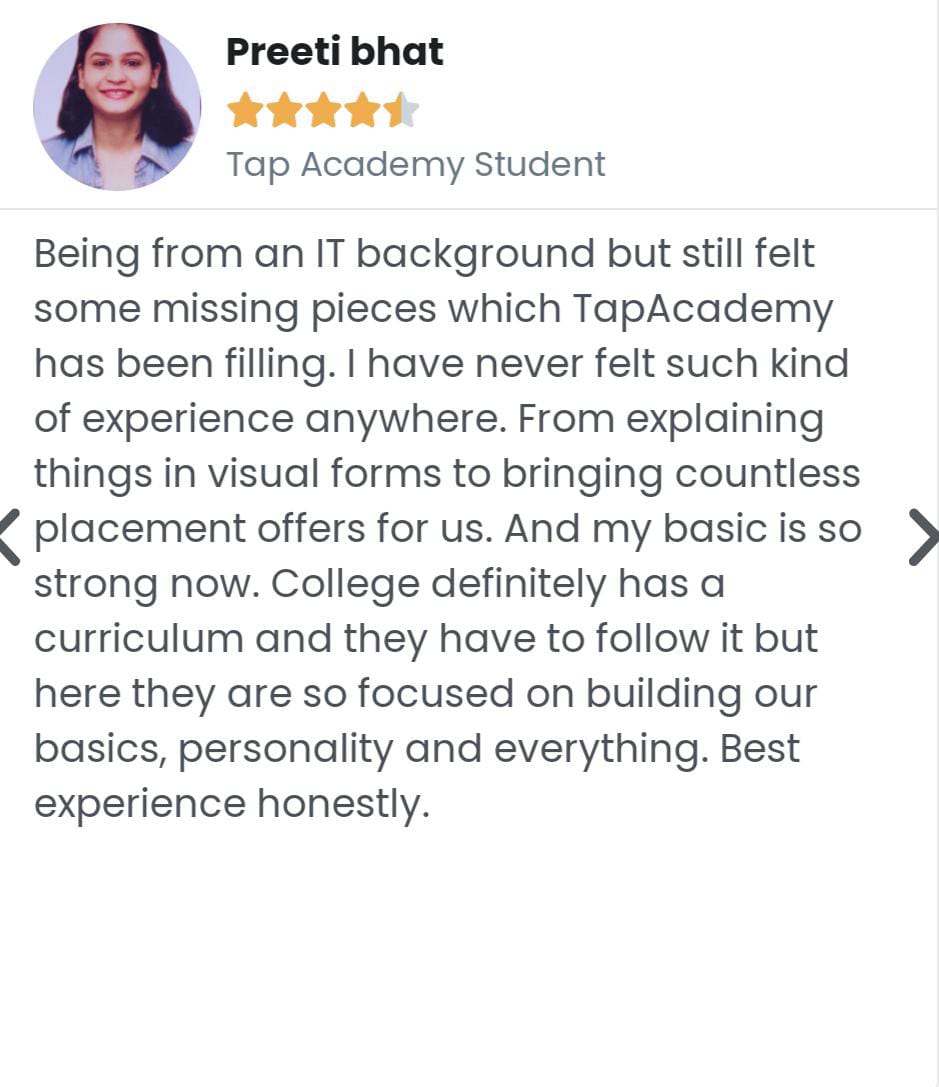 Preeti bhat
Tap Academy Student
Being from an IT background but still felt
some missing pieces which TapAcademy
has been filling. I have never felt such kind
of experience anywhere. From explaining
things in visual forms to bringing countless
placement offers for us. And my basic is so
strong now. College definitely has a
curriculum and they have to follow it but
here they are so focused on building our
basics, personality and everything. Best
experience honestly.